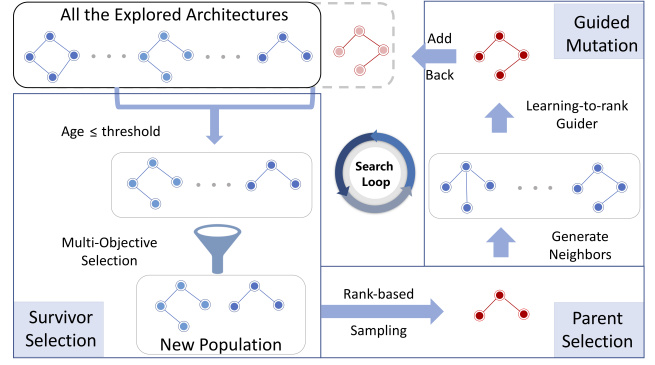 All the Explored Architectures
Age ≤ threshold
Multi-Objective
Selection
New Population
Survivor
Selection
Search
Loop
Rank-based
Sampling
Parent
Selection
Generate
Neighbors
Learning-to-rank
Guider
Guided
Mutation
Add
Back